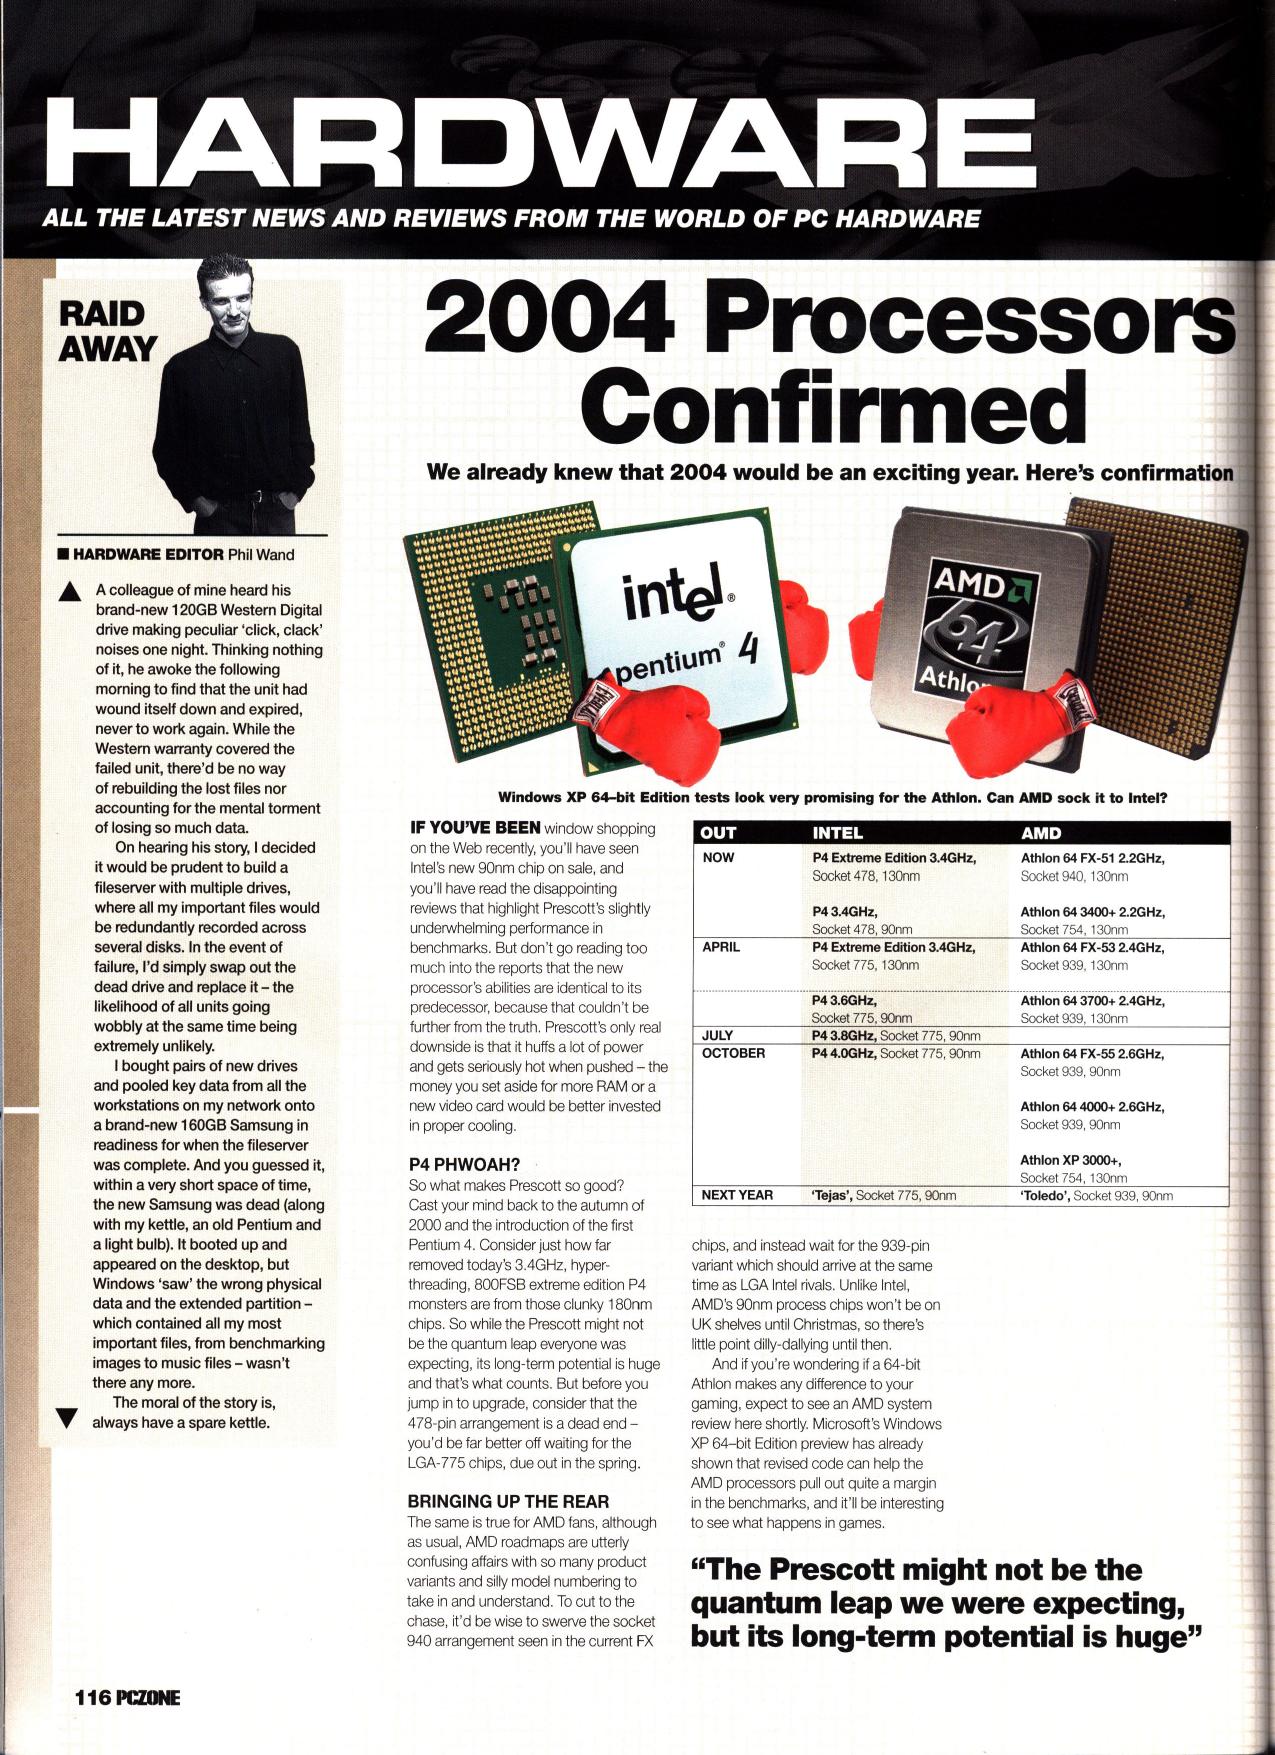 HARDWARE
ALL THE LATEST NEWS AND REVIEWS FROM THE WORLD OF PC HARDWARE
RAID
AWAY
■ HARDWARE EDITOR Phil Wand
A colleague of mine heard his
brand-new 120GB Western Digital
drive making peculiar ‘click, clack’
noises one night. Thinking nothing
of it, he awoke the following
morning to find that the unit had
wound itself down and expired,
never to work again. While the
Western warranty covered the
failed unit, there’d be no way
of rebuilding the lost files nor
accounting for the mental torment
of losing so much data.
On hearing his story, I decided
it would be prudent to build a
fileserver with multiple drives,
where all my important files would
be redundantly recorded across
several disks. In the event of
failure, I’d simply swap out the
dead drive and replace it – the
likelihood of all units going
wobbly at the same time being
extremely unlikely.
I bought pairs of new drives
and pooled key data from all the
workstations on my network onto
a brand-new 160GB Samsung in
readiness for when the fileserver
was complete. And you guessed it,
within a very short space of time,
the new Samsung was dead (along
with my kettle, an old Pentium and
a light bulb). It booted up and
appeared on the desktop, but
Windows ‘saw’ the wrong physical
data and the extended partition –
which contained all my most
important files, from benchmarking
images to music files – wasn’t
there any more.
The moral of the story is,
always have a spare kettle.
2004 Processors
Confirmed
We already knew that 2004 would be an exciting year. Here’s confirmation
intel®
pentium® 4
AMD
64
Athlon
EVERLAST
EVERLAST
Windows XP 64–bit Edition tests look very promising for the Athlon. Can AMD sock it to Intel?
IF YOU’VE BEEN window shopping
on the Web recently, you’ll have seen
Intel’s new 90nm chip on sale, and
you’ll have read the disappointing
reviews that highlight Prescott’s slightly
underwhelming performance in
benchmarks. But don’t go reading too
much into the reports that the new
processor’s abilities are identical to its
predecessor, because that couldn’t be
further from the truth. Prescott’s only real
downside is that it huffs a lot of power
and gets seriously hot when pushed – the
money you set aside for more RAM or a
new video card would be better invested
in proper cooling.
P4 PHWOAH?
So what makes Prescott so good?
Cast your mind back to the autumn of
2000 and the introduction of the first
Pentium 4. Consider just how far
removed today’s 3.4GHz, hyper-
threading, 800FSB extreme edition P4
monsters are from those clunky 180nm
chips. So while the Prescott might not
be the quantum leap everyone was
expecting, its long-term potential is huge
and that’s what counts. But before you
jump in to upgrade, consider that the
478-pin arrangement is a dead end –
you’d be far better off waiting for the
LGA-775 chips, due out in the spring.
BRINGING UP THE REAR
The same is true for AMD fans, although
as usual, AMD roadmaps are utterly
confusing affairs with so many product
variants and silly model numbering to
take in and understand. To cut to the
chase, it’d be wise to swerve the socket
940 arrangement seen in the current FX
OUT INTEL AMD
NOW P4 Extreme Edition 3.4GHz, Athlon 64 FX-51 2.2GHz,
Socket 478, 130nm Socket 940, 130nm
P4 3.4GHz, Athlon 64 3400+ 2.2GHz,
Socket 478, 90nm Socket 754, 130nm
APRIL P4 Extreme Edition 3.4GHz, Athlon 64 FX-53 2.4GHz,
Socket 775, 130nm Socket 939, 130nm
P4 3.6GHz, Athlon 64 3700+ 2.4GHz,
Socket 775, 90nm Socket 939, 130nm
JULY P4 3.8GHz, Socket 775, 90nm
OCTOBER P4 4.0GHz, Socket 775, 90nm Athlon 64 FX-55 2.6GHz,
Socket 939, 90nm
Athlon 64 4000+ 2.6GHz,
Socket 939, 90nm
Athlon XP 3000+,
Socket 754, 130nm
NEXT YEAR ‘Tejas’, Socket 775, 90nm ‘Toledo’, Socket 939, 90nm
chips, and instead wait for the 939-pin
variant which should arrive at the same
time as LGA Intel rivals. Unlike Intel,
AMD’s 90nm process chips won’t be on
UK shelves until Christmas, so there’s
little point dilly-dallying until then.
And if you’re wondering if a 64-bit
Athlon makes any difference to your
gaming, expect to see an AMD system
review here shortly. Microsoft’s Windows
XP 64–bit Edition preview has already
shown that revised code can help the
AMD processors pull out quite a margin
in the benchmarks, and it’ll be interesting
to see what happens in games.
“The Prescott might not be the
quantum leap we were expecting,
but its long-term potential is huge”
116 PCZONE